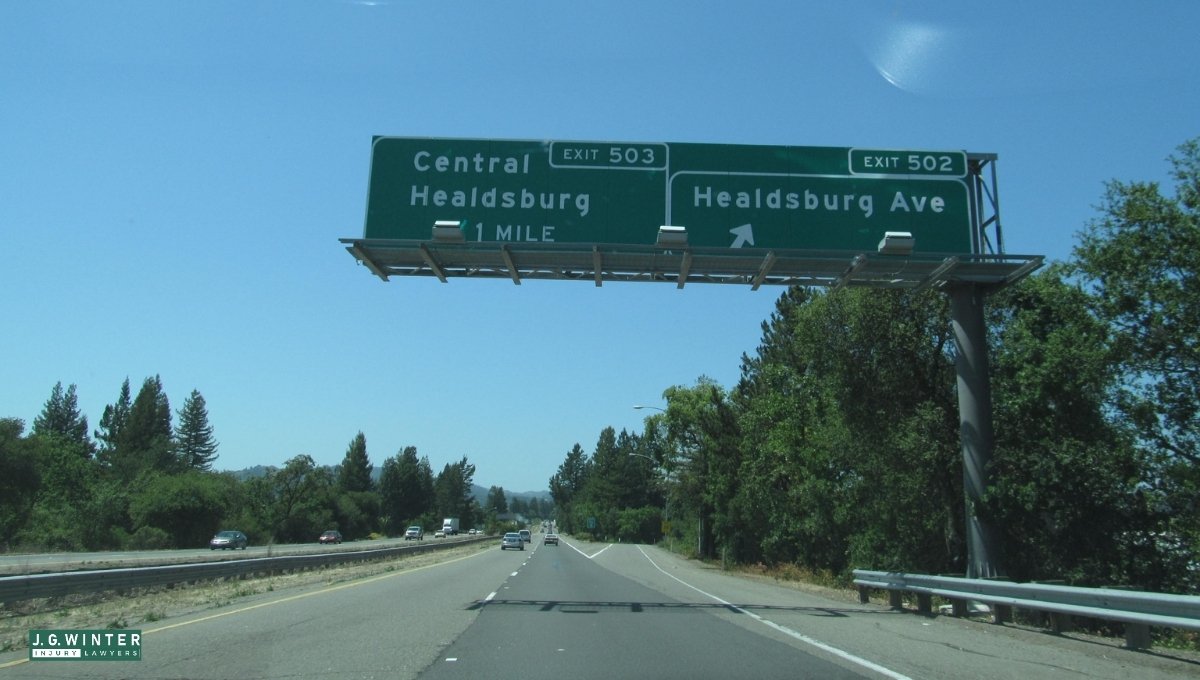 Central
Healdsburg
1 MILE
EXIT 503
EXIT 502
Healdsburg Ave
J.G.WINTER
INJURY LAWYERS